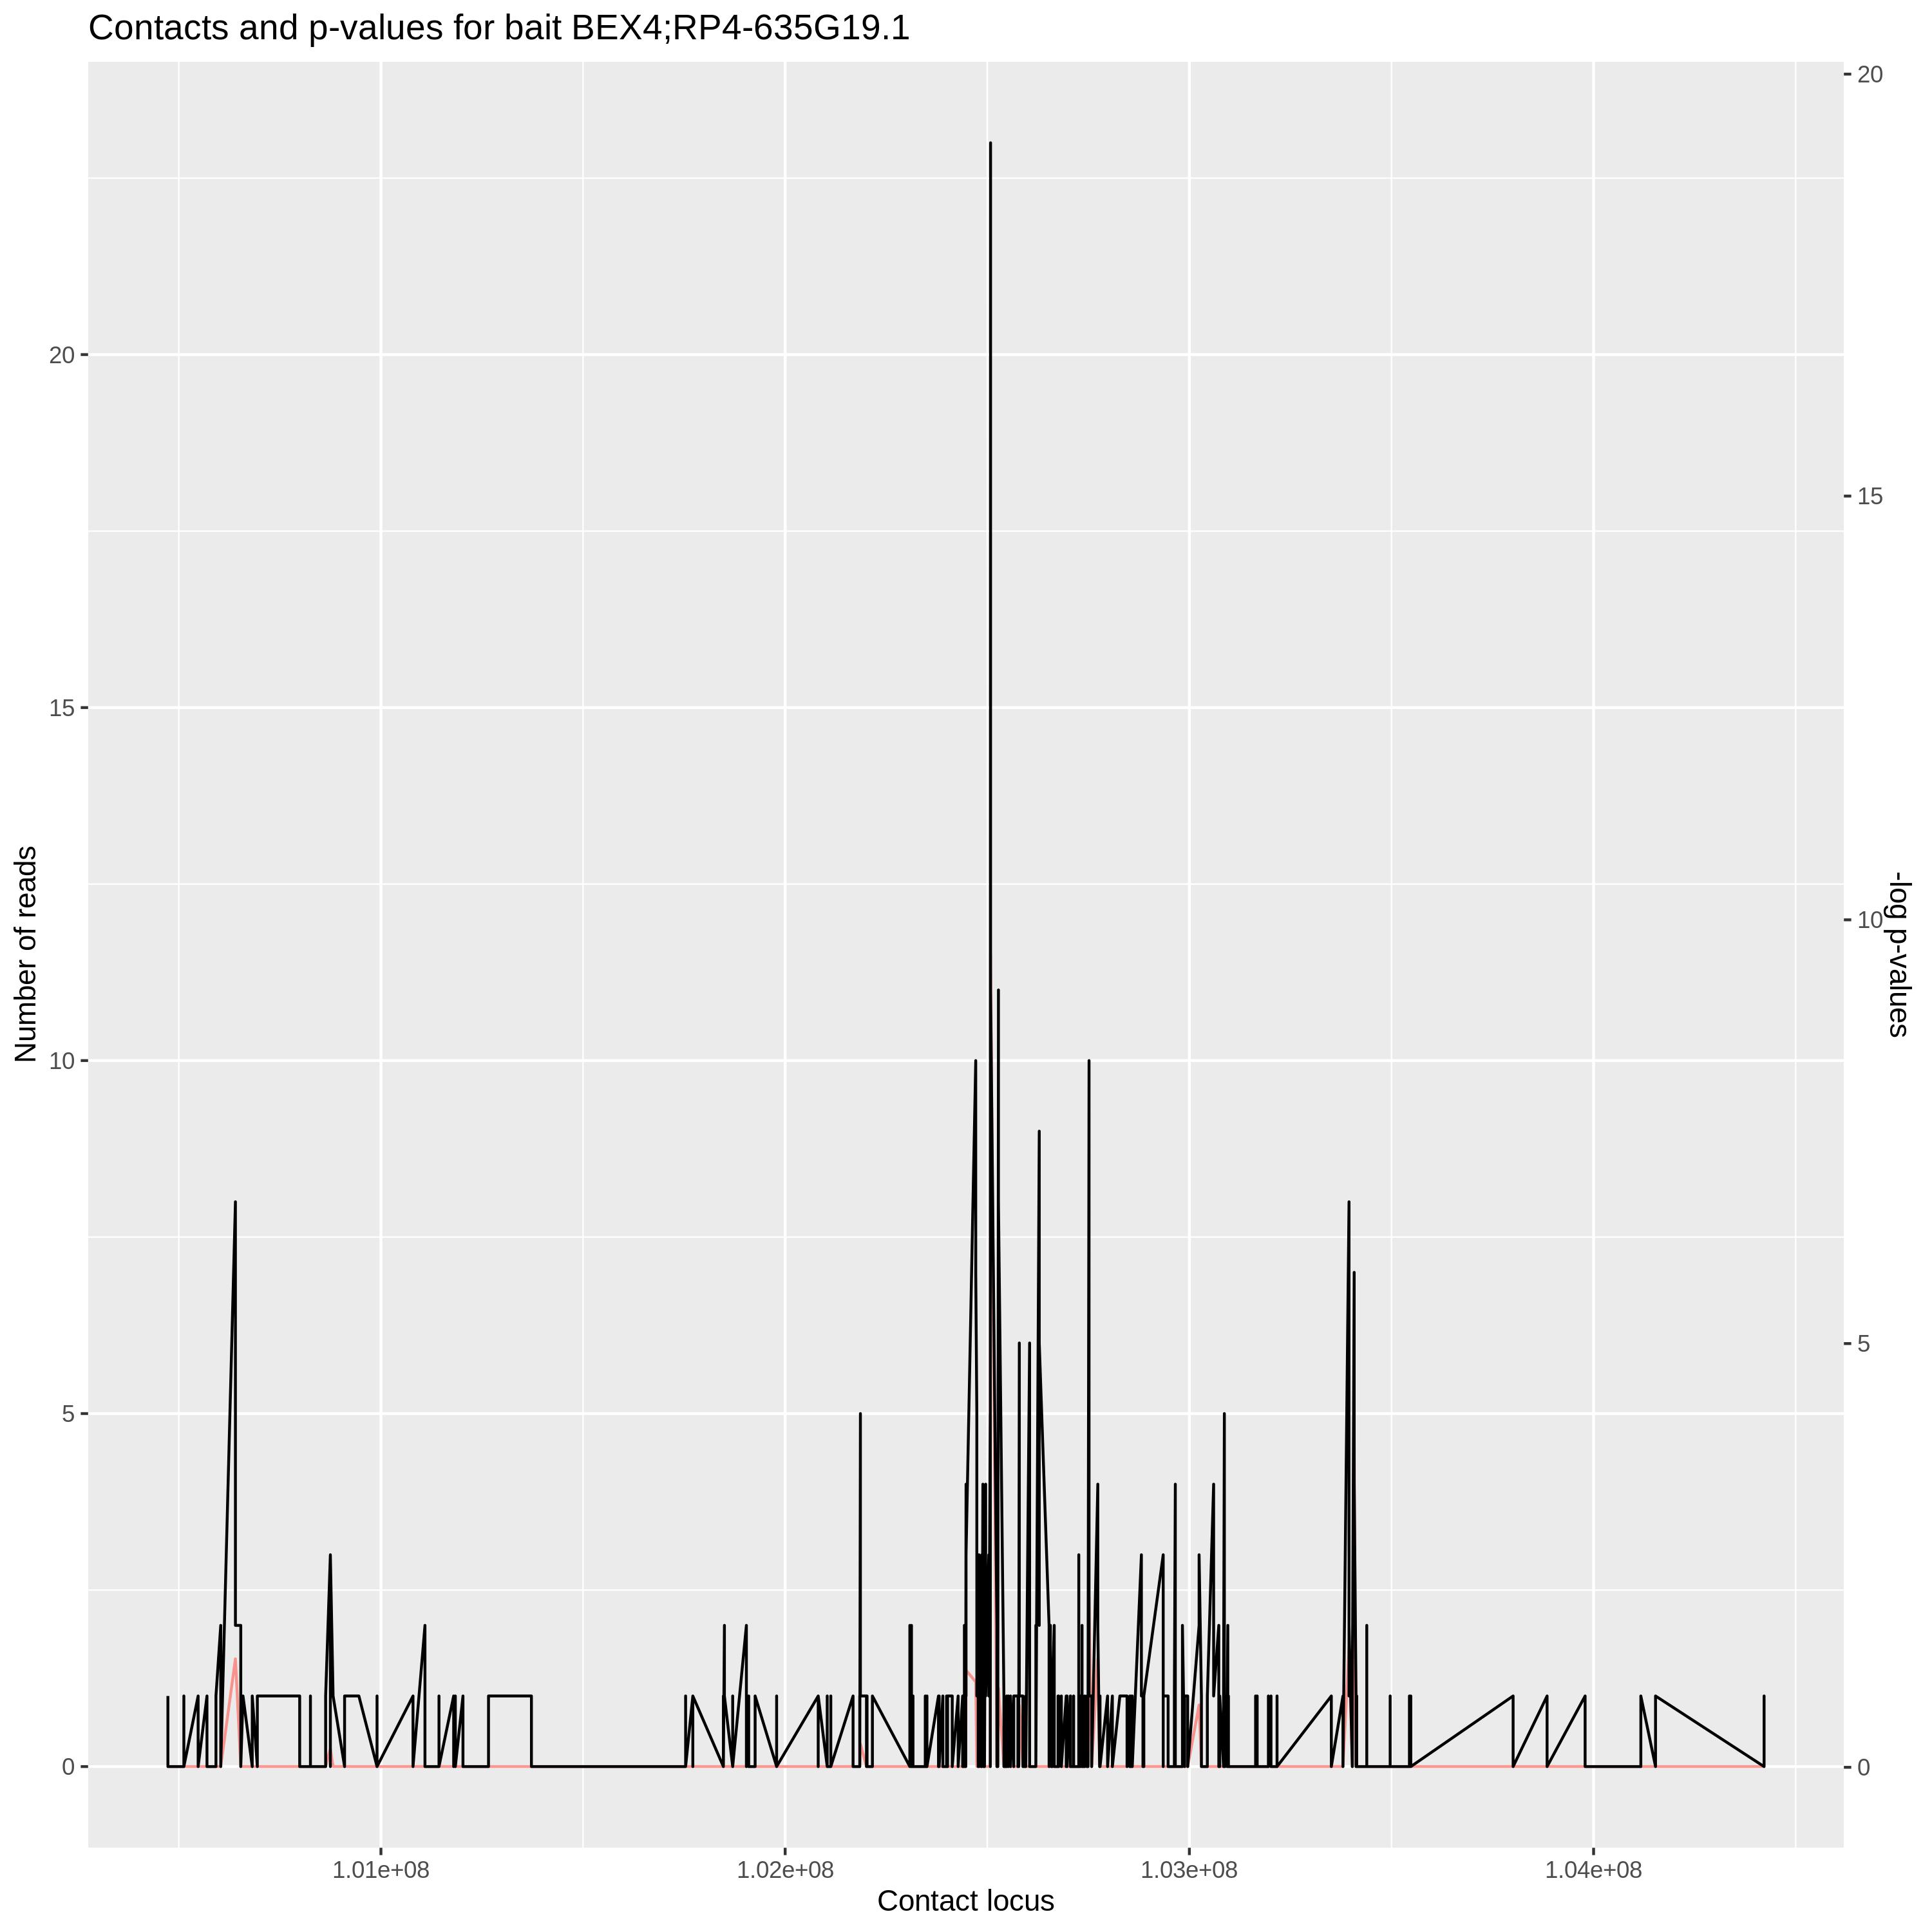 Contacts and p-values for bait BEX4;RP4-635G19.1
20
15
10
5
0
Number of reads
20
15
10
5
0
-log p-values
1.01e+08
1.02e+08
1.03e+08
1.04e+08
Contact locus